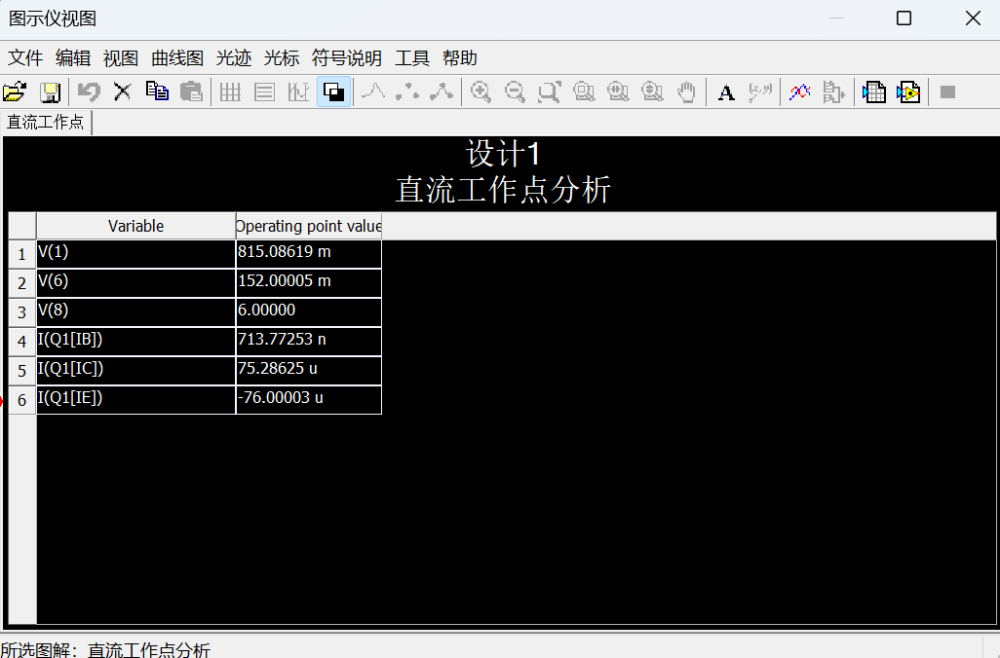 图示仪视图
文件 编辑 视图 曲线图 光迹 光标 符号说明 工具 帮助
直流工作点
设计1
直流工作点分析
Variable Operating point value
1 V(1) 815.08619 m
2 V(6) 152.00005 m
3 V(8) 6.00000
4 I(Q1[IB]) 713.77253 n
5 I(Q1[IC]) 75.28625 u
6 I(Q1[IE]) -76.00003 u
所选图解：直流工作点分析